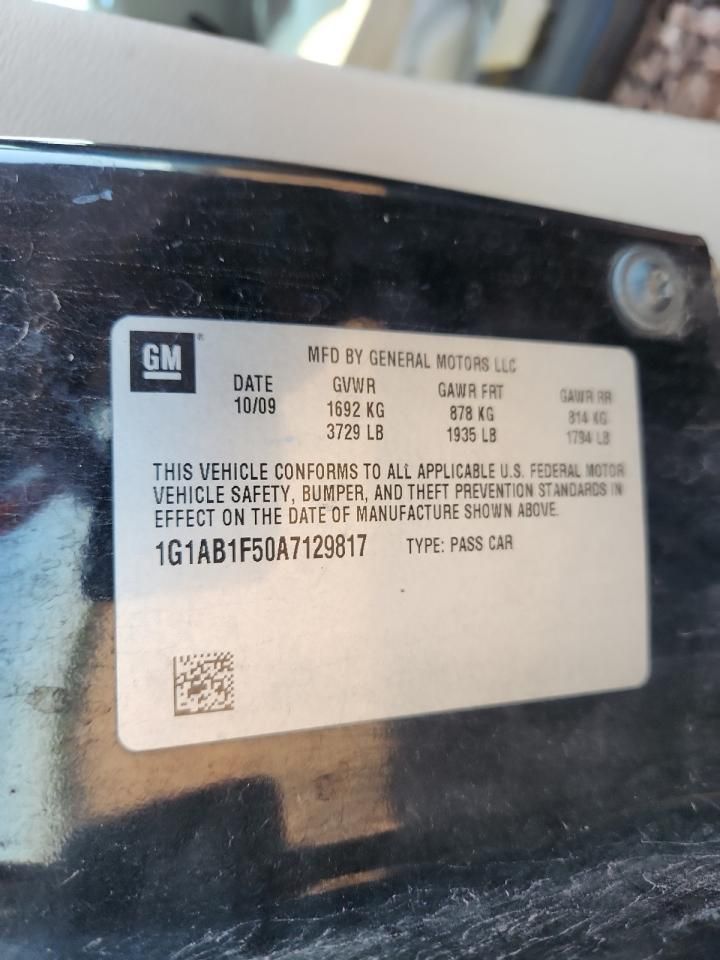 GM®
MFD BY GENERAL MOTORS LLC
DATE GVWR GAWR FRT GAWR RR
10/09 1692 KG 878 KG 814 KG
3729 LB 1935 LB 1794 LB
THIS VEHICLE CONFORMS TO ALL APPLICABLE U.S. FEDERAL MOTOR
VEHICLE SAFETY, BUMPER, AND THEFT PREVENTION STANDARDS IN
EFFECT ON THE DATE OF MANUFACTURE SHOWN ABOVE.
1G1AB1F50A7129817 TYPE: PASS CAR